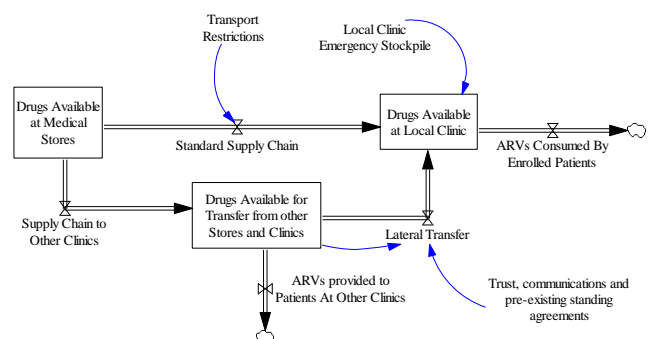 Transport
Restrictions
Local Clinic
Emergency Stockpile
Drugs Available
at Medical
Stores
Standard Supply Chain
Drugs Available
at Local Clinic
ARVs Consumed By
Enrolled Patients
Supply Chain to
Other Clinics
Drugs Available for
Transfer from other
Stores and Clinics
Lateral Transfer
ARVs provided to
Patients At Other Clinics
Trust, communications and
pre-existing standing
agreements